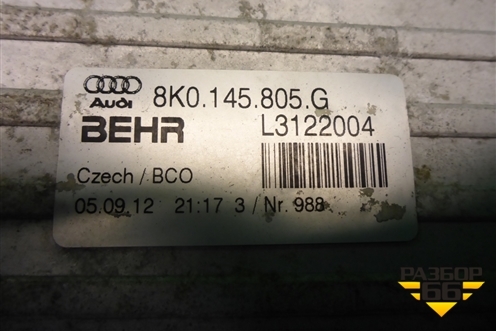 Audi 8K0.145.805.G
BEHR L3122004
Czech / BCO
05.09.12 21:17 3 / Nr. 988
РАЗБОР
66